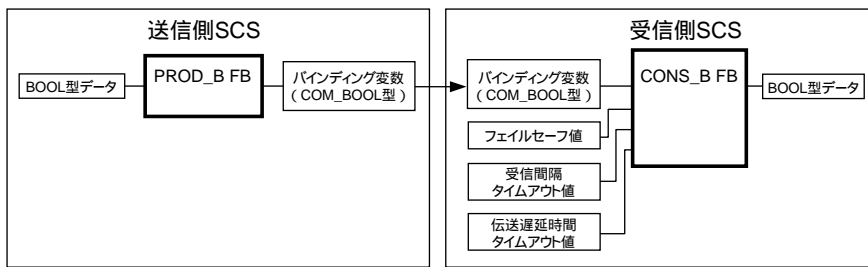 送信側SCS
BOOL型データ
PROD_B FB
バインディング変数
（COM_BOOL型）
受信側SCS
バインディング変数
（COM_BOOL型）
フェイルセーフ値
受信間隔
タイムアウト値
伝送遅延時間
タイムアウト値
CONS_B FB
BOOL型データ